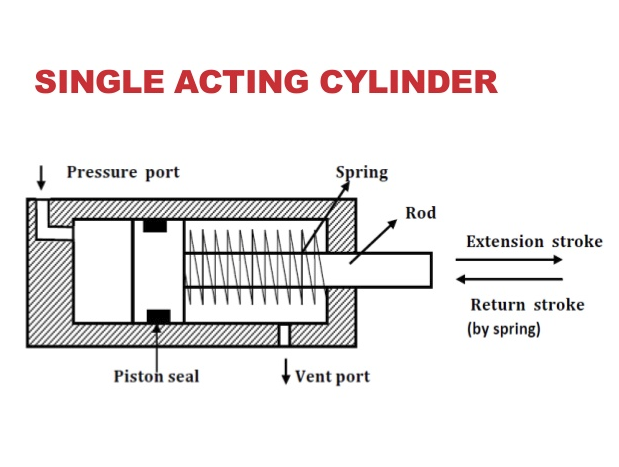 SINGLE ACTING CYLINDER
Pressure port
Spring
Rod
Extension stroke
Return stroke
(by spring)
Piston seal
Vent port